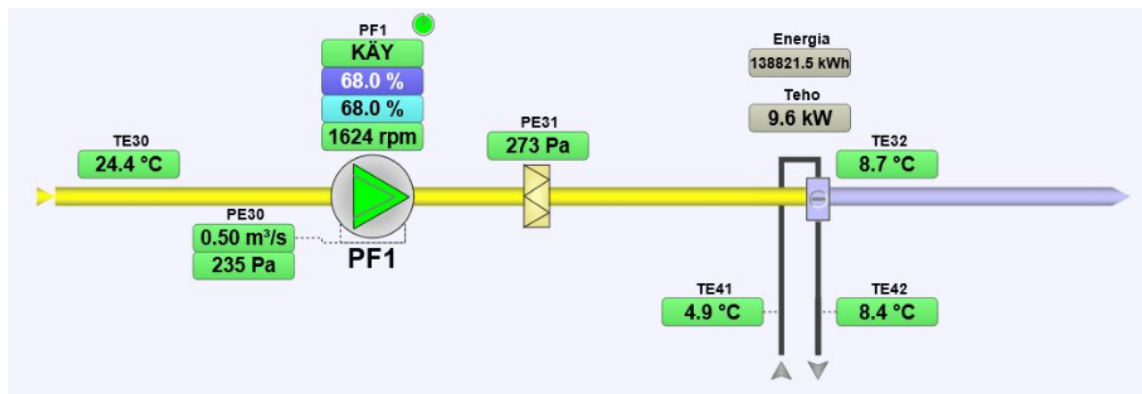 PF1
KÄY
68.0 %
68.0 %
1624 rpm
Energia
138821.5 kWh
Teho
9.6 kW
TE30
24.4 °C
PE31
273 Pa
TE32
8.7 °C
PE30
0.50 m³/s
235 Pa
PF1
TE41
4.9 °C
TE42
8.4 °C